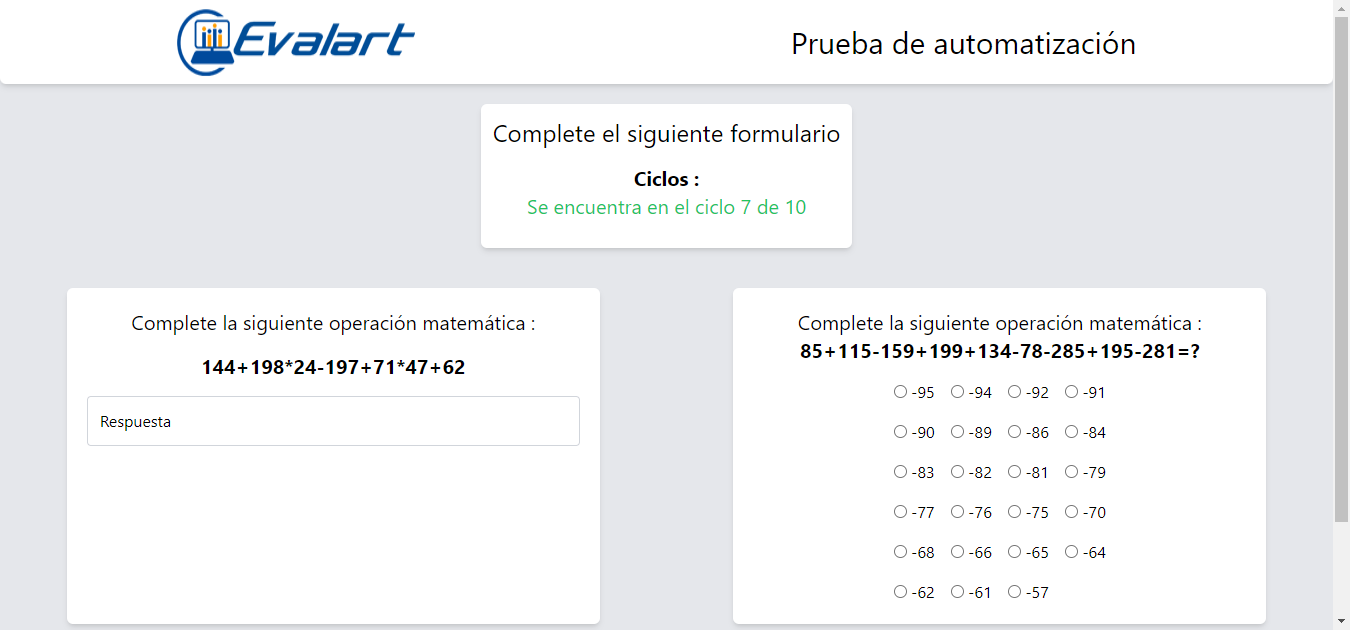 Evalart
Prueba de automatización
Complete el siguiente formulario
Ciclos :
Se encuentra en el ciclo 7 de 10
Complete la siguiente operación matemática :
144+198*24-197+71*47+62
Respuesta
Complete la siguiente operación matemática :
85+115-159+199+134-78-285+195-281=?
-95 -94 -92 -91
-90 -89 -86 -84
-83 -82 -81 -79
-77 -76 -75 -70
-68 -66 -65 -64
-62 -61 -57